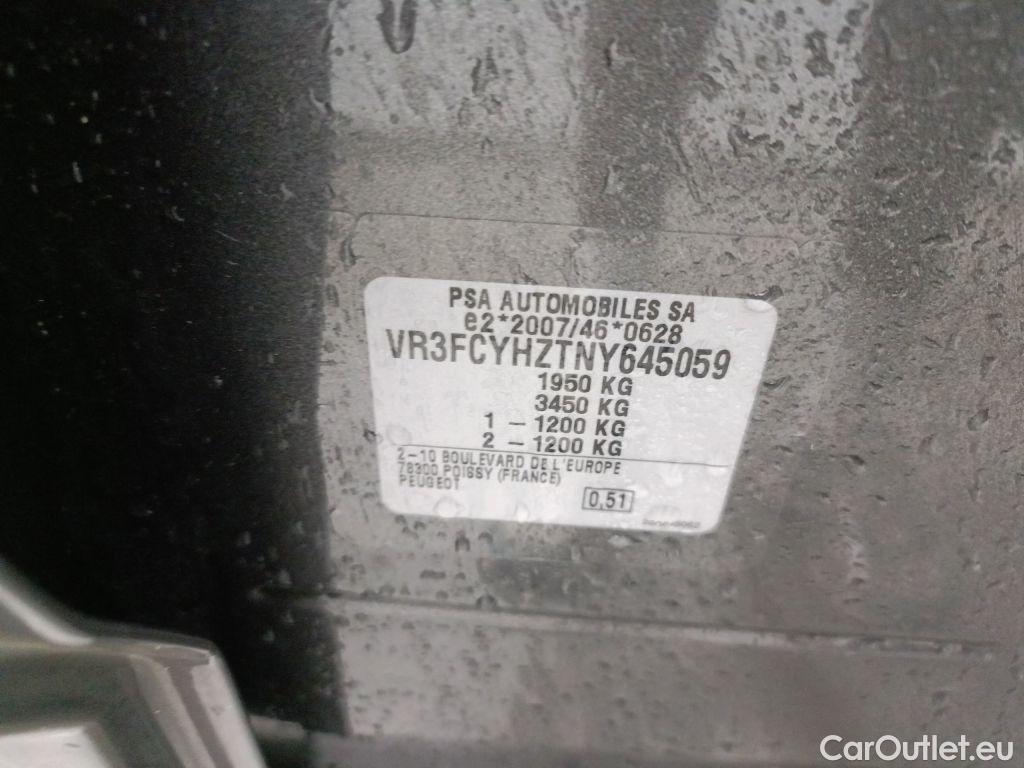 PSA AUTOMOBILES SA
e2*2007/46*0628
VR3FCYHZTNY645059
1950 KG
3450 KG
1 – 1200 KG
2 – 1200 KG
2–10 BOULEVARD DE L'EUROPE
78300 POISSY (FRANCE)
PEUGEOT
0,51
CarOutlet.eu